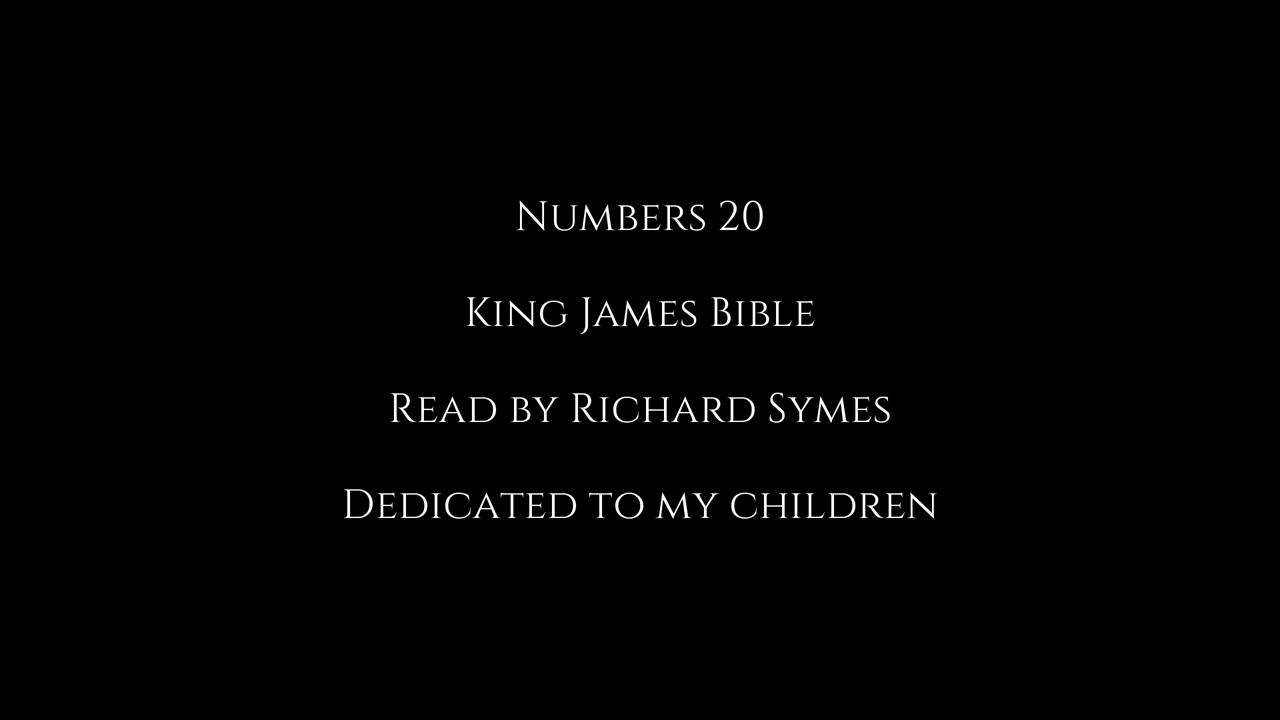 Numbers 20
King James Bible
Read by Richard Symes
Dedicated to my children